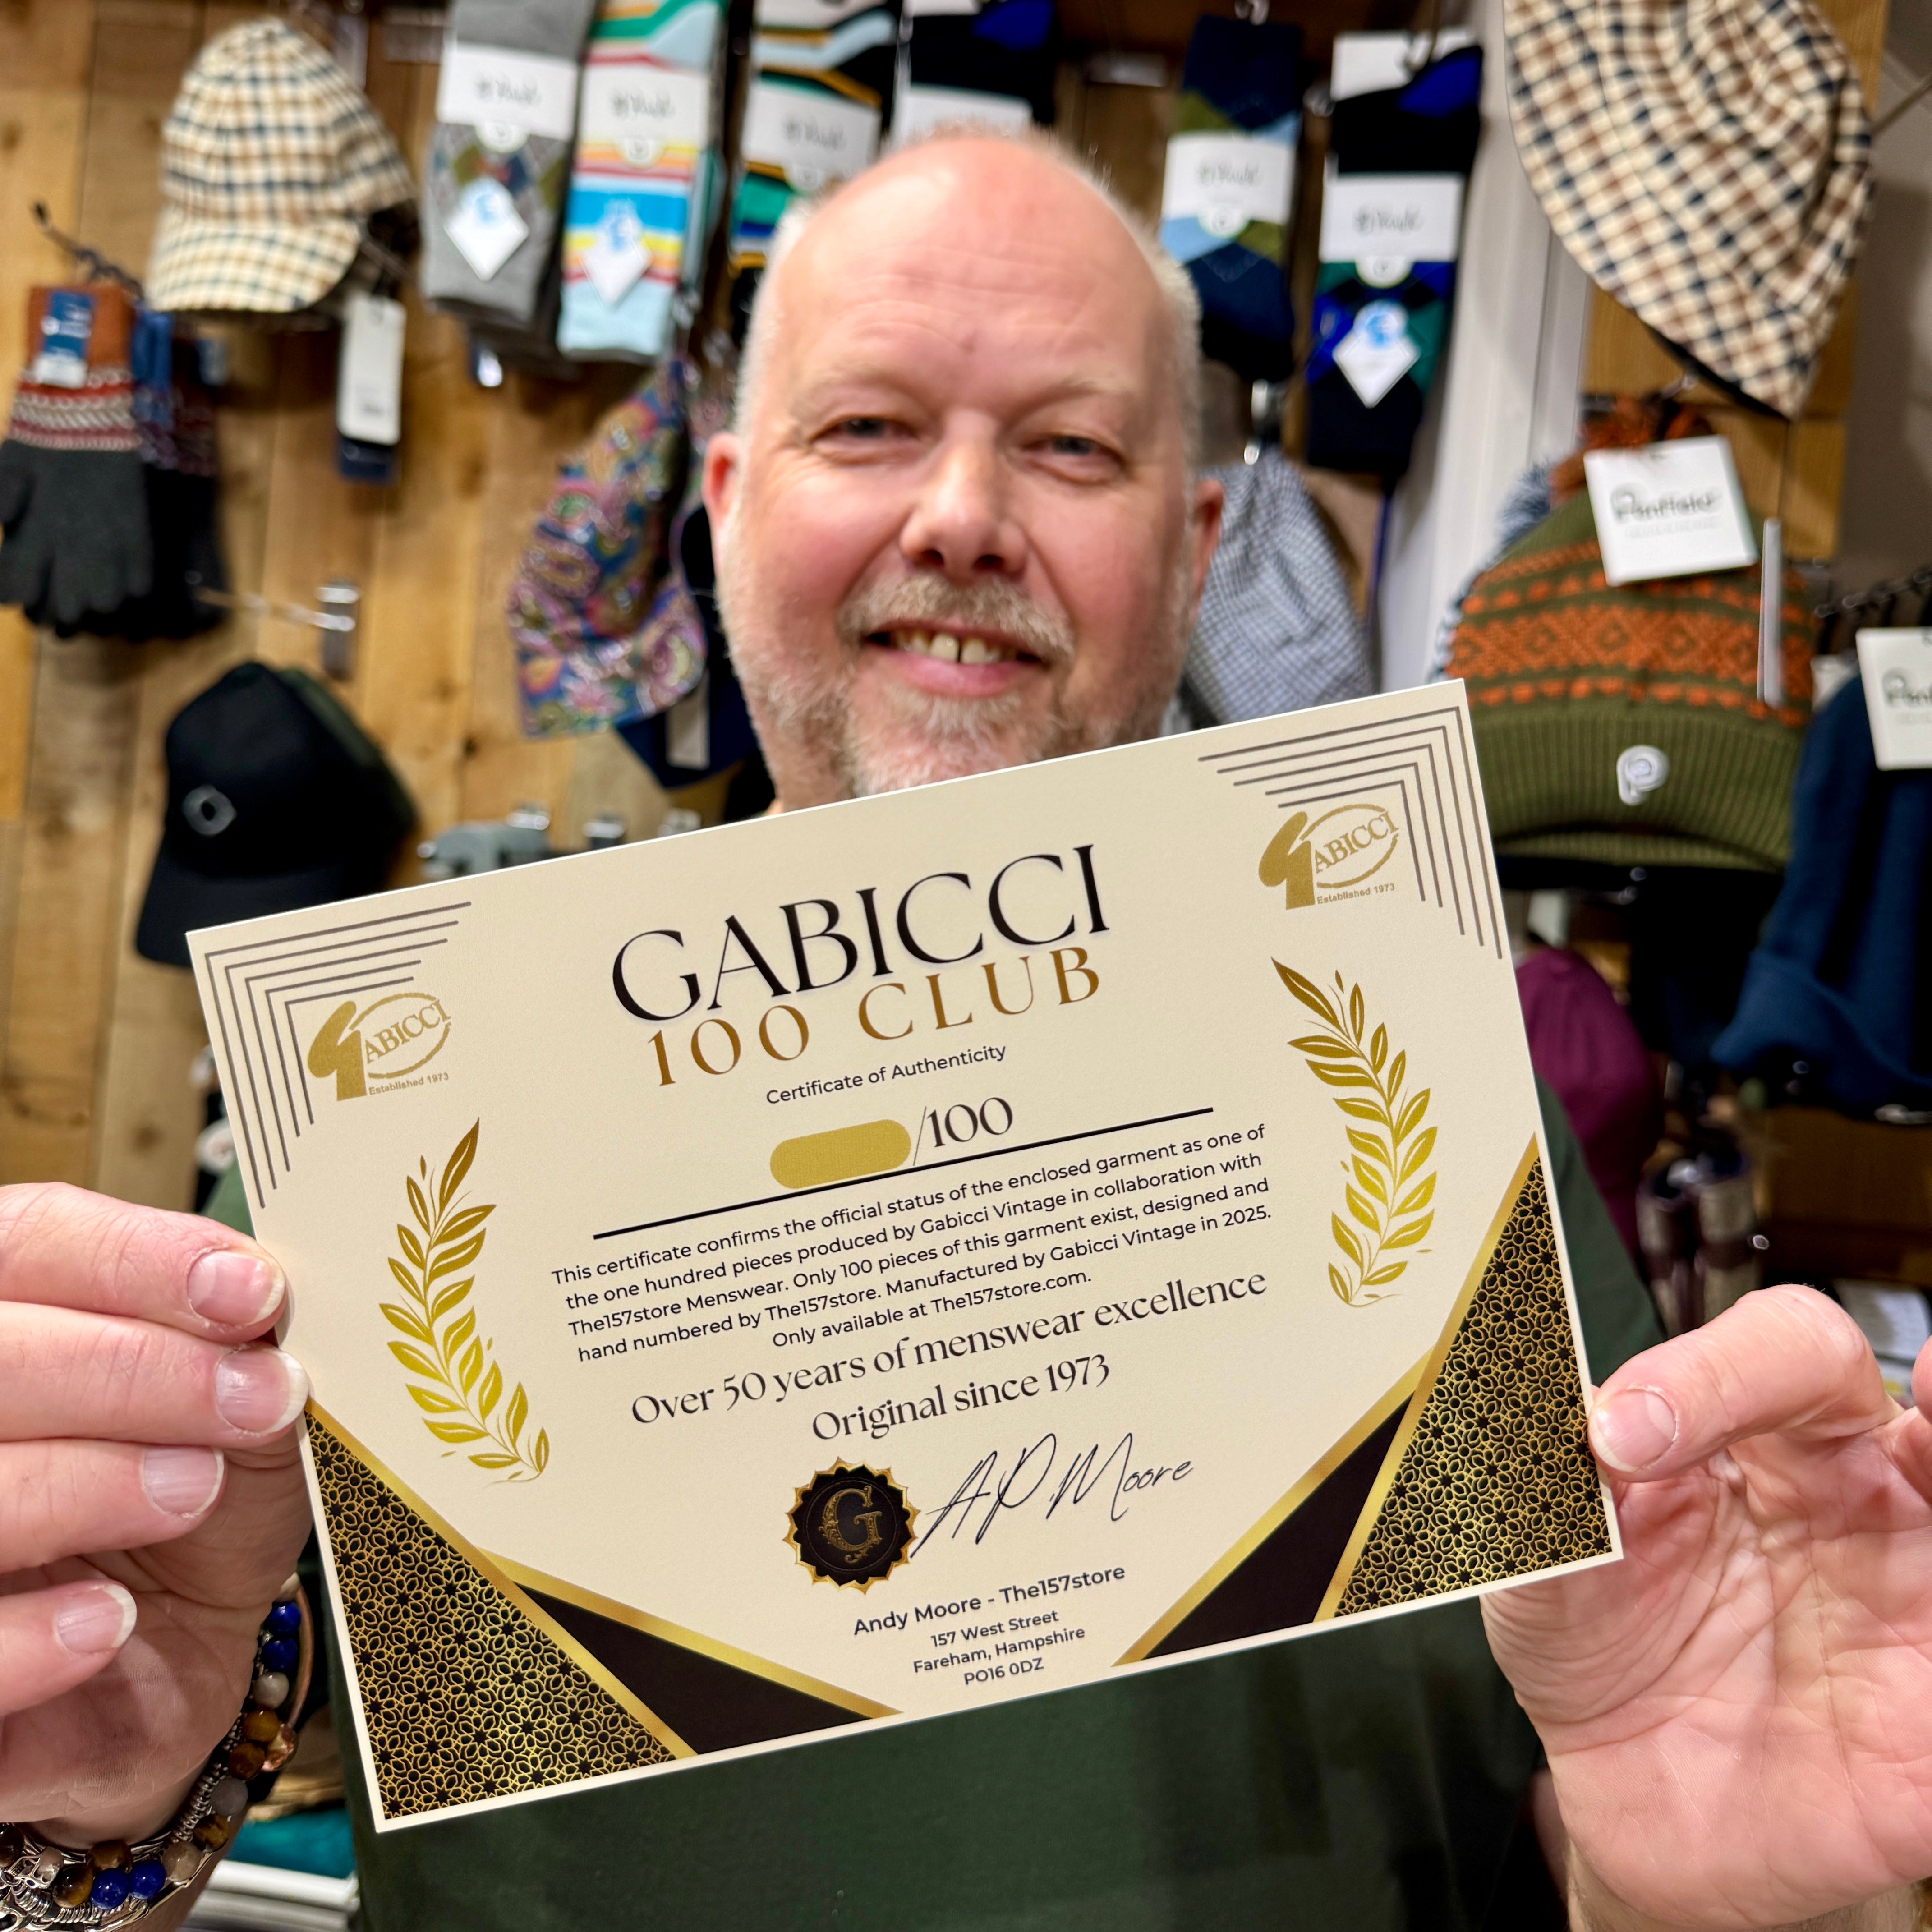 Penfield
GABICCI
Established 1973
GABICCI
Established 1973
GABICCI
100 CLUB
Certificate of Authenticity
/100
This certificate confirms the official status of the enclosed garment as one of
the one hundred pieces produced by Gabicci Vintage in collaboration with
The157store Menswear. Only 100 pieces of this garment exist, designed and
hand numbered by The157store. Manufactured by Gabicci Vintage in 2025.
Only available at The157store.com.
Over 50 years of menswear excellence
Original since 1973
G
A.P. Moore
Andy Moore - The157store
157 West Street
Fareham, Hampshire
PO16 0DZ